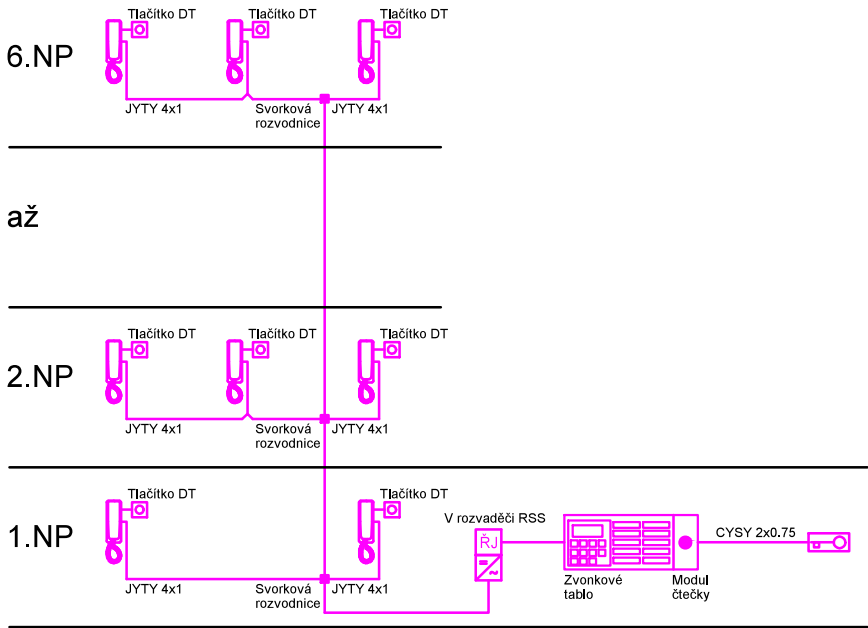 Tlačítko DT
Tlačítko DT
Tlačítko DT
6.NP
JYTY 4x1
Svorková
rozvodnice
JYTY 4x1
až
Tlačítko DT
Tlačítko DT
Tlačítko DT
2.NP
JYTY 4x1
Svorková
rozvodnice
JYTY 4x1
Tlačítko DT
Tlačítko DT
1.NP
V rozvaděči RSS
ŘJ
CYSY 2x0.75
JYTY 4x1
Svorková
rozvodnice
JYTY 4x1
Zvonkové
tablo
Modul
čtečky